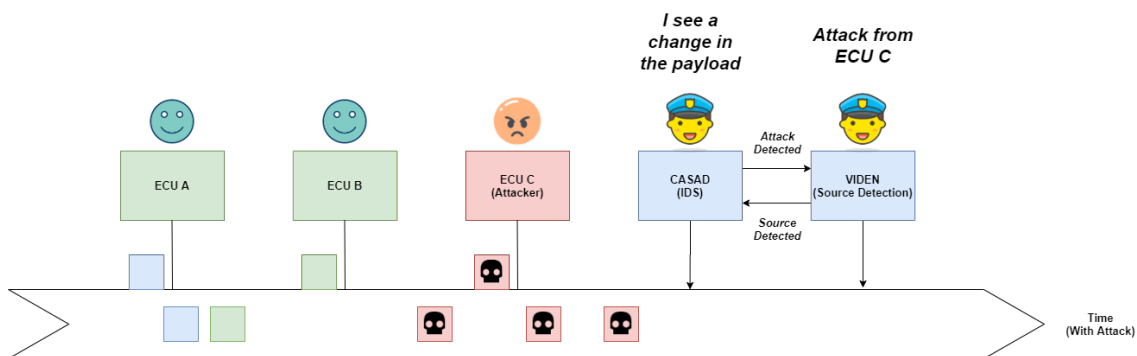 I see a
change in
the payload
Attack from
ECU C
Attack
Detected
ECU A
ECU B
ECU C
(Attacker)
CASAD
(IDS)
VIDEN
(Source Detection)
Source
Detected
Time
(With Attack)